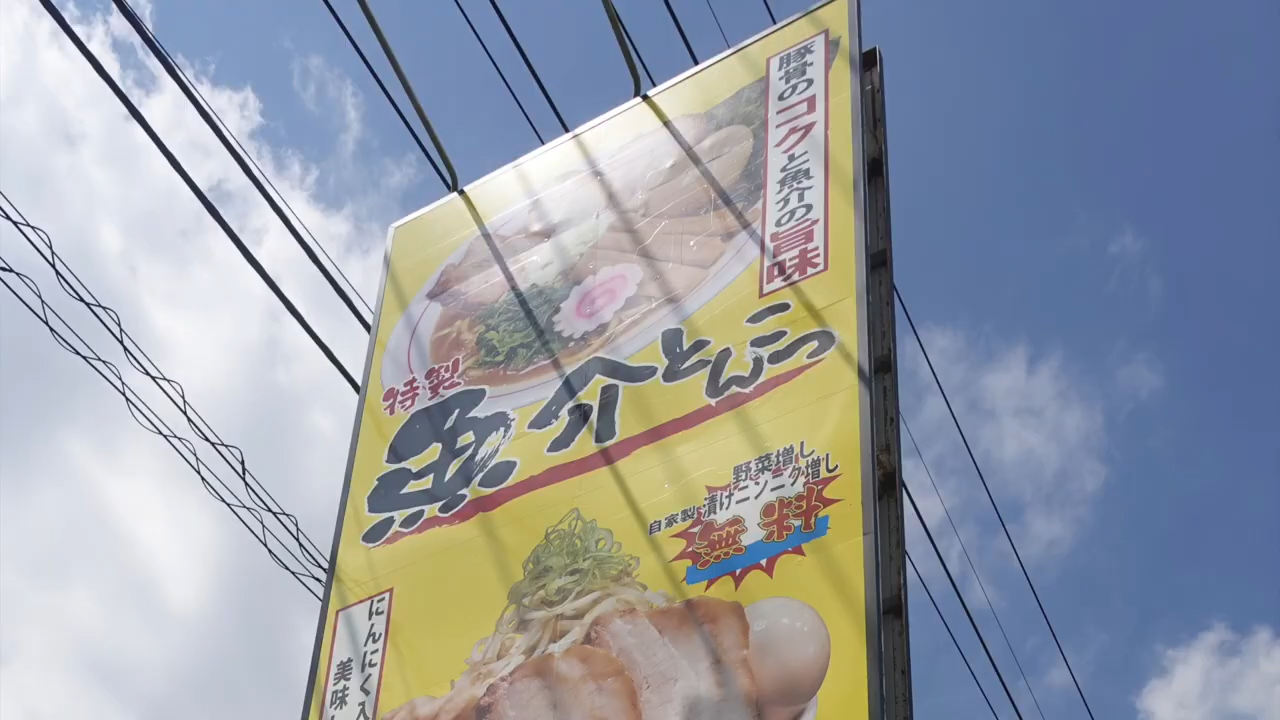 豚骨のコクと魚介の旨味
特製
魚介とんこつ
野菜増し
自家製漬けニンニク増し
無料
にんにく入
美味